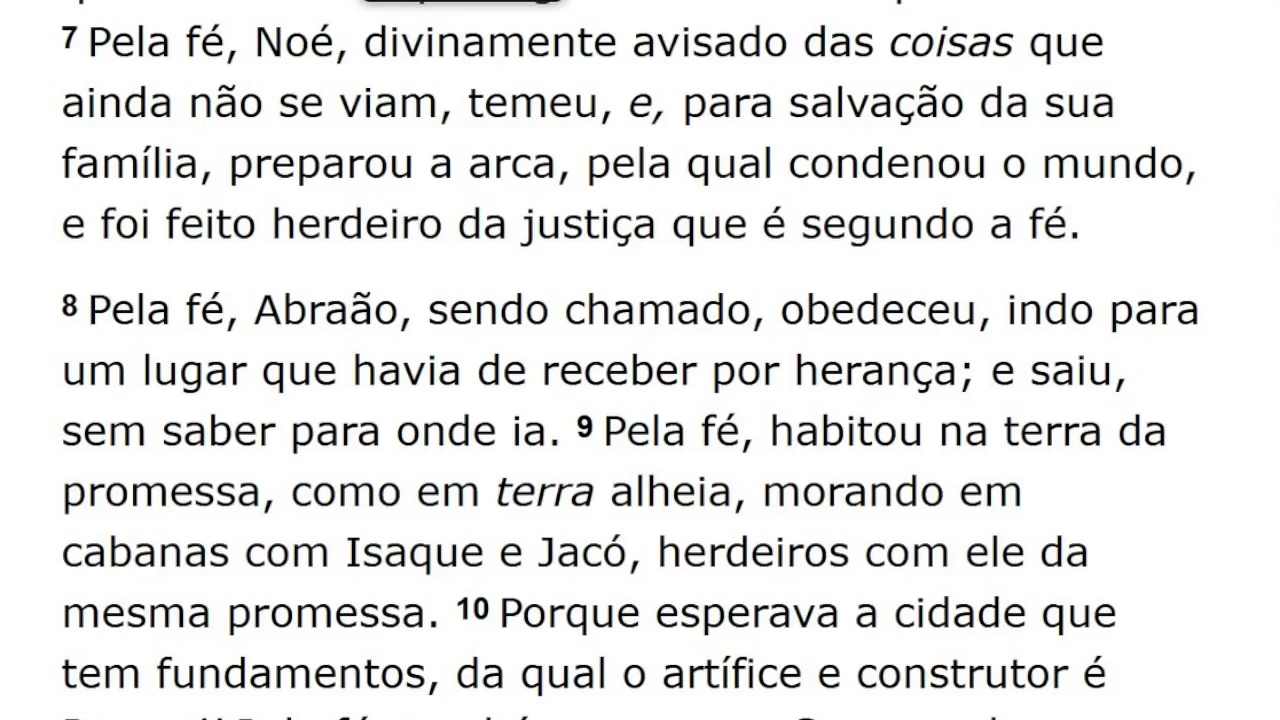 7 Pela fé, Noé, divinamente avisado das coisas que
ainda não se viam, temeu, e, para salvação da sua
família, preparou a arca, pela qual condenou o mundo,
e foi feito herdeiro da justiça que é segundo a fé.
8 Pela fé, Abraão, sendo chamado, obedeceu, indo para
um lugar que havia de receber por herança; e saiu,
sem saber para onde ia. 9 Pela fé, habitou na terra da
promessa, como em terra alheia, morando em
cabanas com Isaque e Jacó, herdeiros com ele da
mesma promessa. 10 Porque esperava a cidade que
tem fundamentos, da qual o artífice e construtor é